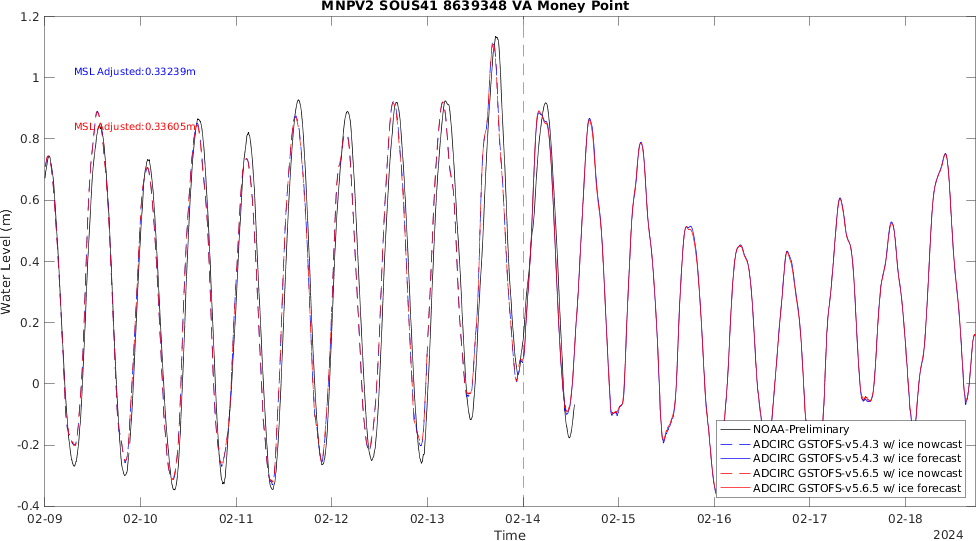 MNPV2 SOUS41 8639348 VA Money Point
1.2
1
0.8
0.6
0.4
0.2
0
-0.2
-0.4
Water Level (m)
MSL Adjusted:0.33239m
MSL Adjusted:0.33605m
NOAA-Preliminary
ADCIRC GSTOFS-v5.4.3 w/ ice nowcast
ADCIRC GSTOFS-v5.4.3 w/ ice forecast
ADCIRC GSTOFS-v5.6.5 w/ ice nowcast
ADCIRC GSTOFS-v5.6.5 w/ ice forecast
02-09 02-10 02-11 02-12 02-13 02-14 02-15 02-16 02-17 02-18
Time
2024